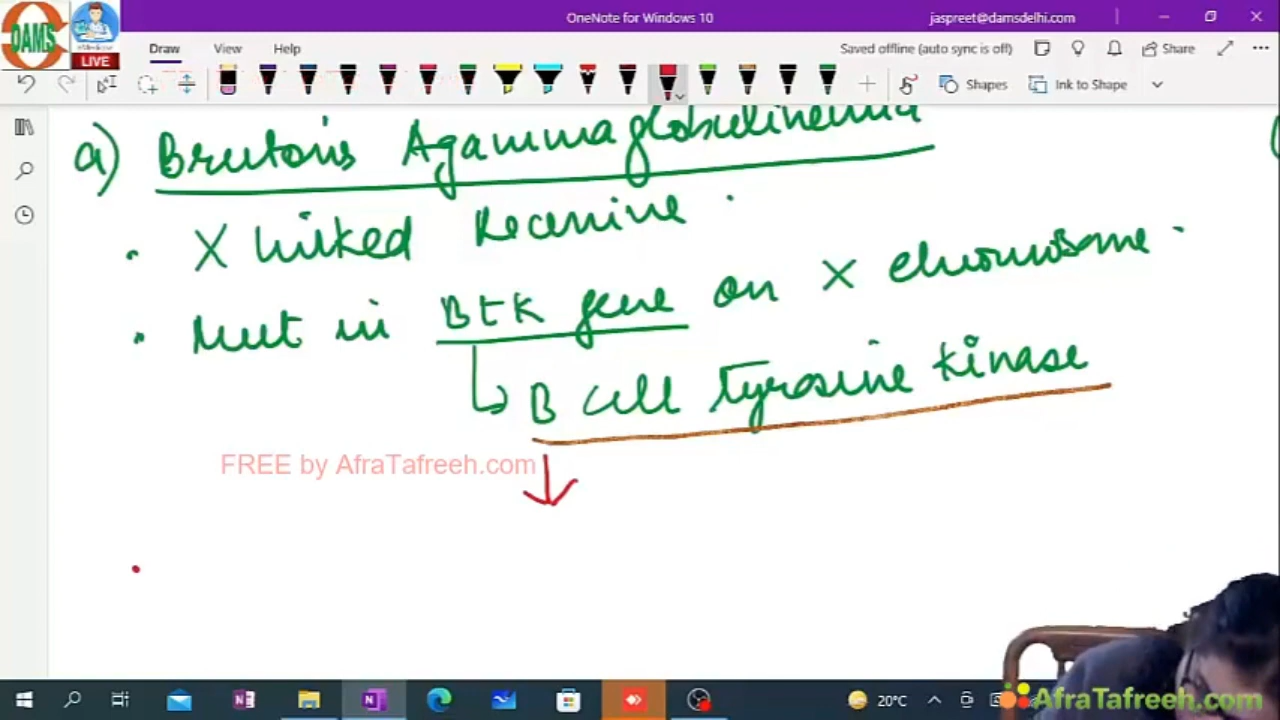 OneNote for Windows 10
jaspreet@damsdelhi.com
DAMS
eMedicoz
LIVE
Draw View Help
Saved offline (auto sync is off)
Share
Shapes
Ink to Shape
a) Bruton's Agammaglobulinemia
X linked Recessive
Mut in BtK gene on X chromosome
B cell tyrosine kinase
FREE by AfraTafreeh.com
20°C
AfraTafreeh.com